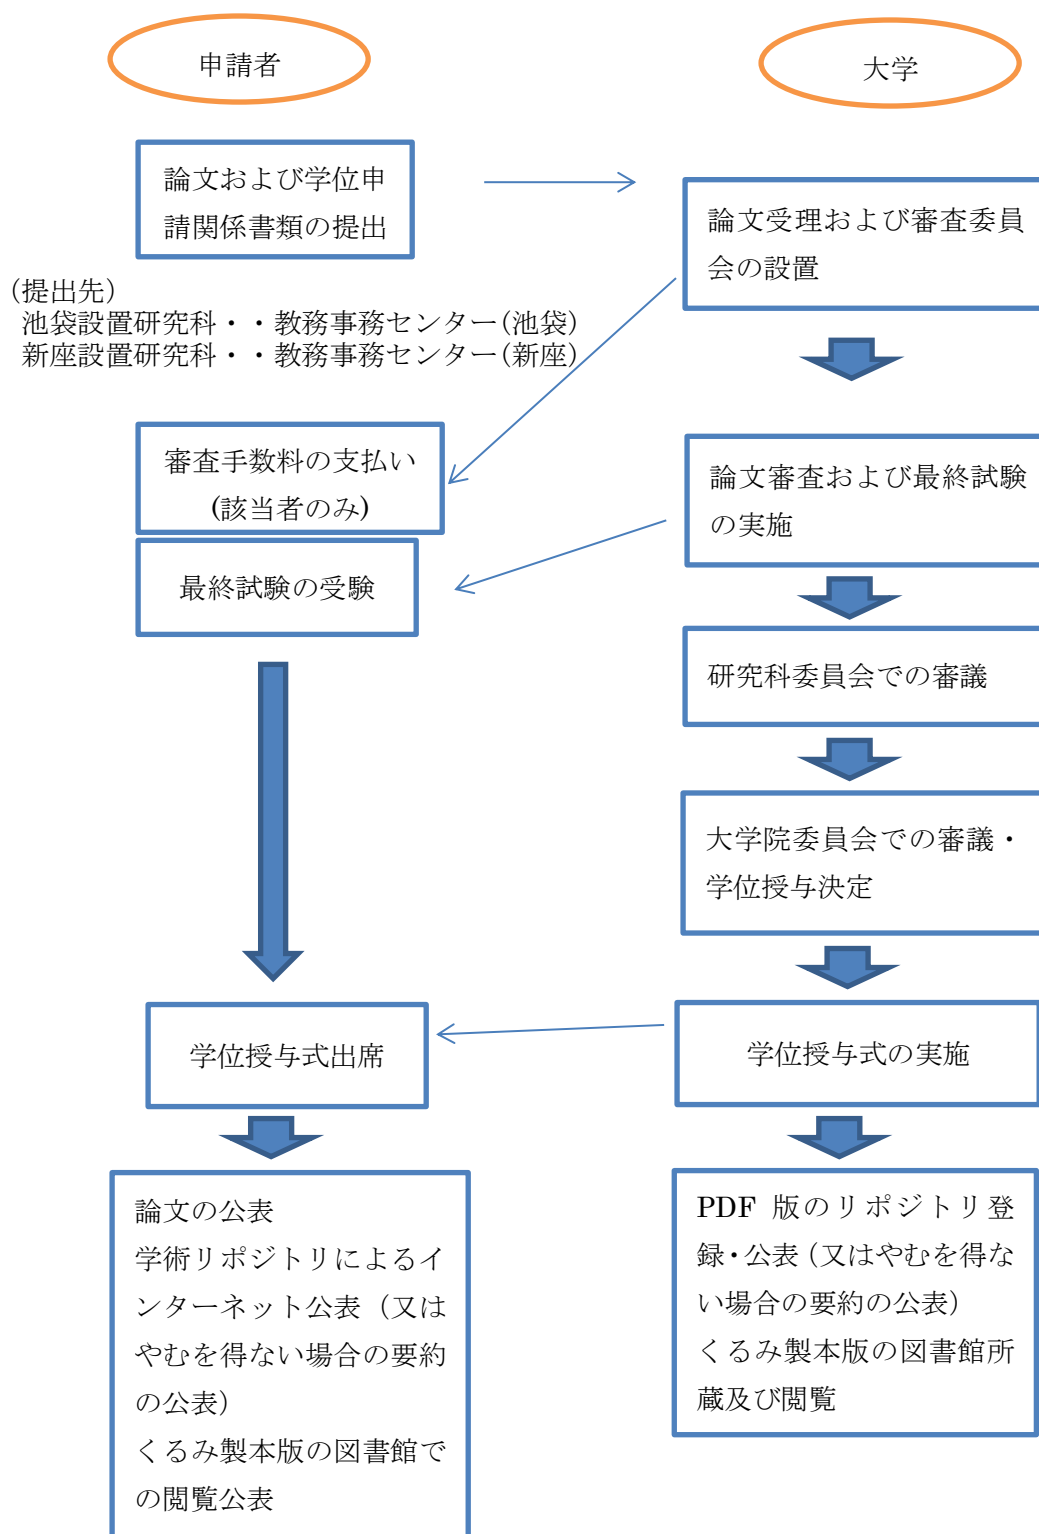 申請者
大学
論文および学位申
請関係書類の提出
論文受理および審査委員
会の設置
（提出先）
池袋設置研究科・・教務事務センター(池袋)
新座設置研究科・・教務事務センター(新座)
審査手数料の支払い
(該当者のみ)
論文審査および最終試験
の実施
最終試験の受験
研究科委員会での審議
大学院委員会での審議・
学位授与決定
学位授与式出席
学位授与式の実施
論文の公表
学術リポジトリによるイ
ンターネット公表（又は
やむを得ない場合の要約
の公表）
くるみ製本版の図書館で
の閲覧公表
PDF 版のリポジトリ登
録・公表（又はやむを得な
い場合の要約の公表）
くるみ製本版の図書館所
蔵及び閲覧